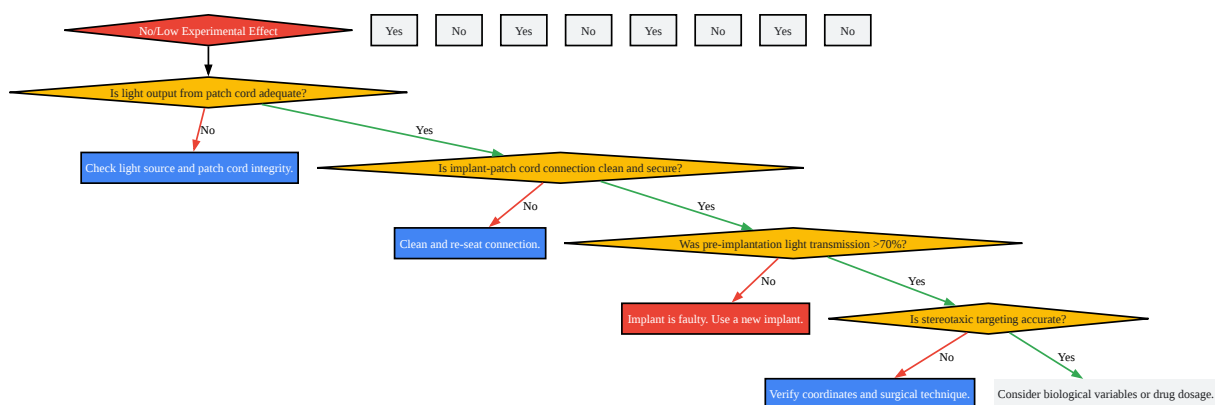 No/Low Experimental Effect
Yes
No
Yes
No
Yes
No
Yes
No
Is light output from patch cord adequate?
No
Yes
Check light source and patch cord integrity.
Is implant-patch cord connection clean and secure?
No
Yes
Clean and re-seat connection.
Was pre-implantation light transmission >70%?
No
Yes
Implant is faulty. Use a new implant.
Is stereotaxic targeting accurate?
No
Yes
Verify coordinates and surgical technique.
Consider biological variables or drug dosage.